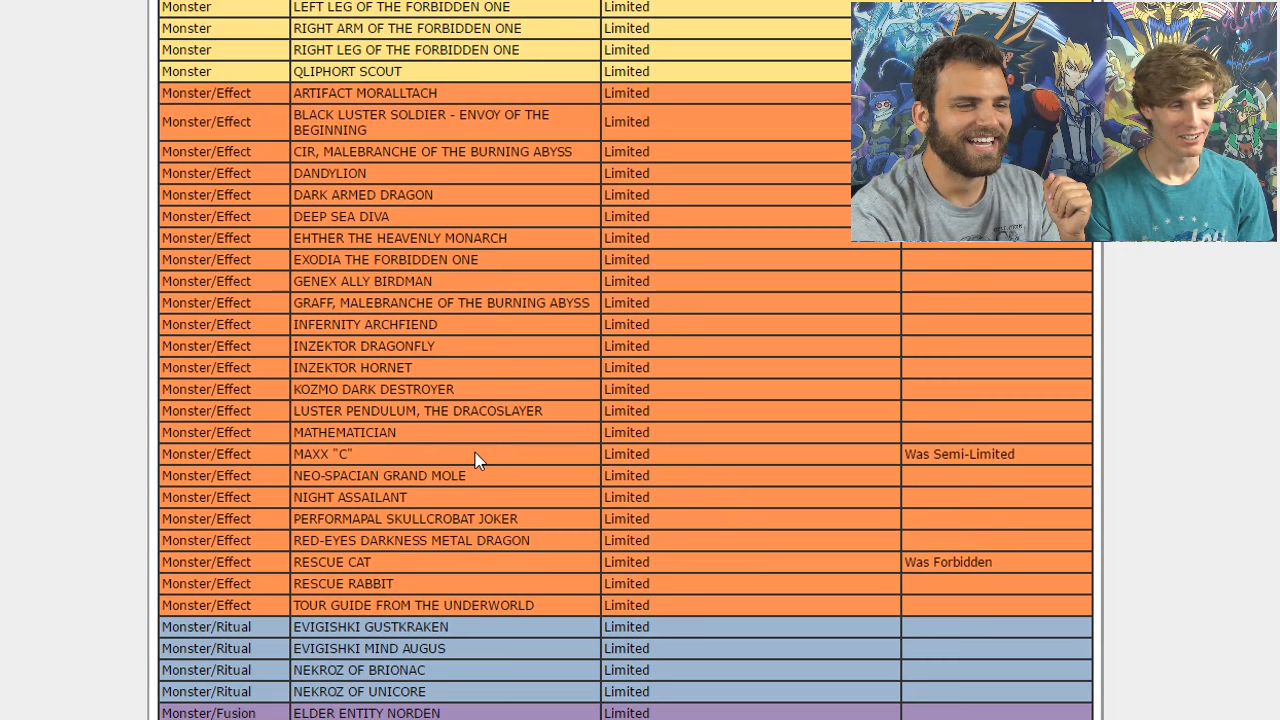 Monster LEFT LEG OF THE FORBIDDEN ONE Limited
Monster RIGHT ARM OF THE FORBIDDEN ONE Limited
Monster RIGHT LEG OF THE FORBIDDEN ONE Limited
Monster QLIPHORT SCOUT Limited
Monster/Effect ARTIFACT MORALLTACH Limited
Monster/Effect BLACK LUSTER SOLDIER - ENVOY OF THE
BEGINNING Limited
Monster/Effect CIR, MALEBRANCHE OF THE BURNING ABYSS Limited
Monster/Effect DANDYLION Limited
Monster/Effect DARK ARMED DRAGON Limited
Monster/Effect DEEP SEA DIVA Limited
Monster/Effect EHTHER THE HEAVENLY MONARCH Limited
Monster/Effect EXODIA THE FORBIDDEN ONE Limited
Monster/Effect GENEX ALLY BIRDMAN Limited
Monster/Effect GRAFF, MALEBRANCHE OF THE BURNING ABYSS Limited
Monster/Effect INFERNITY ARCHFIEND Limited
Monster/Effect INZEKTOR DRAGONFLY Limited
Monster/Effect INZEKTOR HORNET Limited
Monster/Effect KOZMO DARK DESTROYER Limited
Monster/Effect LUSTER PENDULUM, THE DRACOSLAYER Limited
Monster/Effect MATHEMATICIAN Limited
Monster/Effect MAXX "C" Limited Was Semi-Limited
Monster/Effect NEO-SPACIAN GRAND MOLE Limited
Monster/Effect NIGHT ASSAILANT Limited
Monster/Effect PERFORMAPAL SKULLCROBAT JOKER Limited
Monster/Effect RED-EYES DARKNESS METAL DRAGON Limited
Monster/Effect RESCUE CAT Limited Was Forbidden
Monster/Effect RESCUE RABBIT Limited
Monster/Effect TOUR GUIDE FROM THE UNDERWORLD Limited
Monster/Ritual EVIGISHKI GUSTKRAKEN Limited
Monster/Ritual EVIGISHKI MIND AUGUS Limited
Monster/Ritual NEKROZ OF BRIONAC Limited
Monster/Ritual NEKROZ OF UNICORE Limited
Monster/Fusion ELDER ENTITY NORDEN Limited